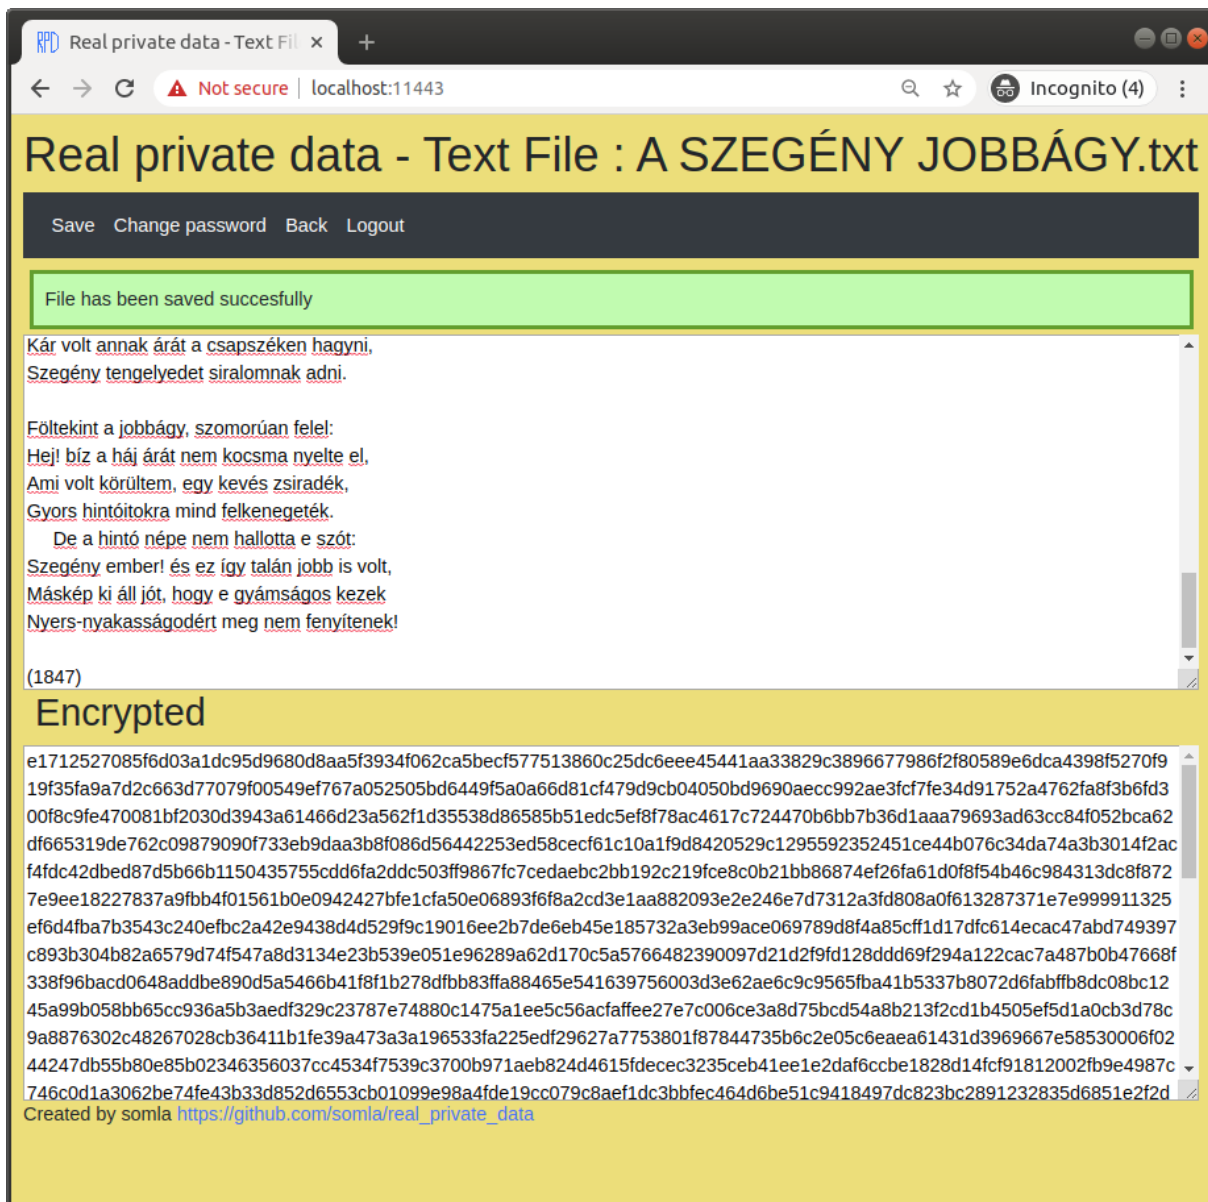 RPD Real private data - Text Fil
Not secure localhost:11443 Incognito (4)
Real private data - Text File : A SZEGÉNY JOBBÁGY.txt
Save Change password Back Logout
File has been saved succesfully
Kár volt annak árát a csapszéken hagyni,
Szegény tengelyedet siralomnak adni.
Föltekint a jobbágy, szomorúan felel:
Hej! bíz a háj árát nem kocsma nyelte el,
Ami volt körültem, egy kevés zsiradék,
Gyors hintóitokra mind felkenegeték.
De a hintó népe nem hallotta e szót:
Szegény ember! és ez így talán jobb is volt,
Máskép ki áll jót, hogy e gyámságos kezek
Nyers-nyakasságodért meg nem fenyítenek!
(1847)
Encrypted
e1712527085f6d03a1dc95d9680d8aa5f3934f062ca5becf577513860c25dc6eee45441aa33829c3896677986f2f80589e6dca4398f5270f9
19f35fa9a7d2c663d77079f00549ef767a052505bd6449f5a0a66d81cf479d9cb04050bd9690aecc992ae3fcf7fe34d91752a4762fa8f3b6fd3
00f8c9fe470081bf2030d3943a61466d23a562f1d35538d86585b51edc5ef8f78ac4617c724470b6bb7b36d1aaa79693ad63cc84f052bca62
df665319de762c09879090f733eb9daa3b8f086d56442253ed58cecf61c10a1f9d8420529c1295592352451ce44b076c34da74a3b3014f2ac
f4fdc42dbed87d5b66b1150435755cdd6fa2ddc503ff9867fc7cedaebc2bb192c219fce8c0b21bb86874ef26fa61d0f8f54b46c984313dc8f872
7e9ee18227837a9fbb4f01561b0e0942427bfe1cfa50e06893f6f8a2cd3e1aa882093e2e246e7d7312a3fd808a0f613287371e7e999911325
ef6d4fba7b3543c240efbc2a42e9438d4d529f9c19016ee2b7de6eb45e185732a3eb99ace069789d8f4a85cff1d17dfc614ecac47abd749397
c893b304b82a6579d74f547a8d3134e23b539e051e96289a62d170c5a5766482390097d21d2f9fd128ddd69f294a122cac7a487b0b47668f
338f96bacd0648addbe890d5a5466b41f8f1b278dfbb83ffa88465e541639756003d3e62ae6c9c9565fba41b5337b8072d6fabffb8dc08bc12
45a99b058bb65cc936a5b3aedf329c23787e74880c1475a1ee5c56acfaffee27e7c006ce3a8d75bcd54a8b213f2cd1b4505ef5d1a0cb3d78c
9a8876302c48267028cb36411b1fe39a473a3a196533fa225edf29627a7753801f87844735b6c2e05c6eaea61431d3969667e58530006f02
44247db55b80e85b02346356037cc4534f7539c3700b971aeb824d4615fdecec3235ceb41ee1e2daf6ccbe1828d14fcf91812002fb9e4987c
746c0d1a3062be74fe43b33d852d6553cb01099e98a4fde19cc079c8aef1dc3bbfec464d6be51c9418497dc823bc2891232835d6851e2f2d
Created by somla https://github.com/somla/real_private_data